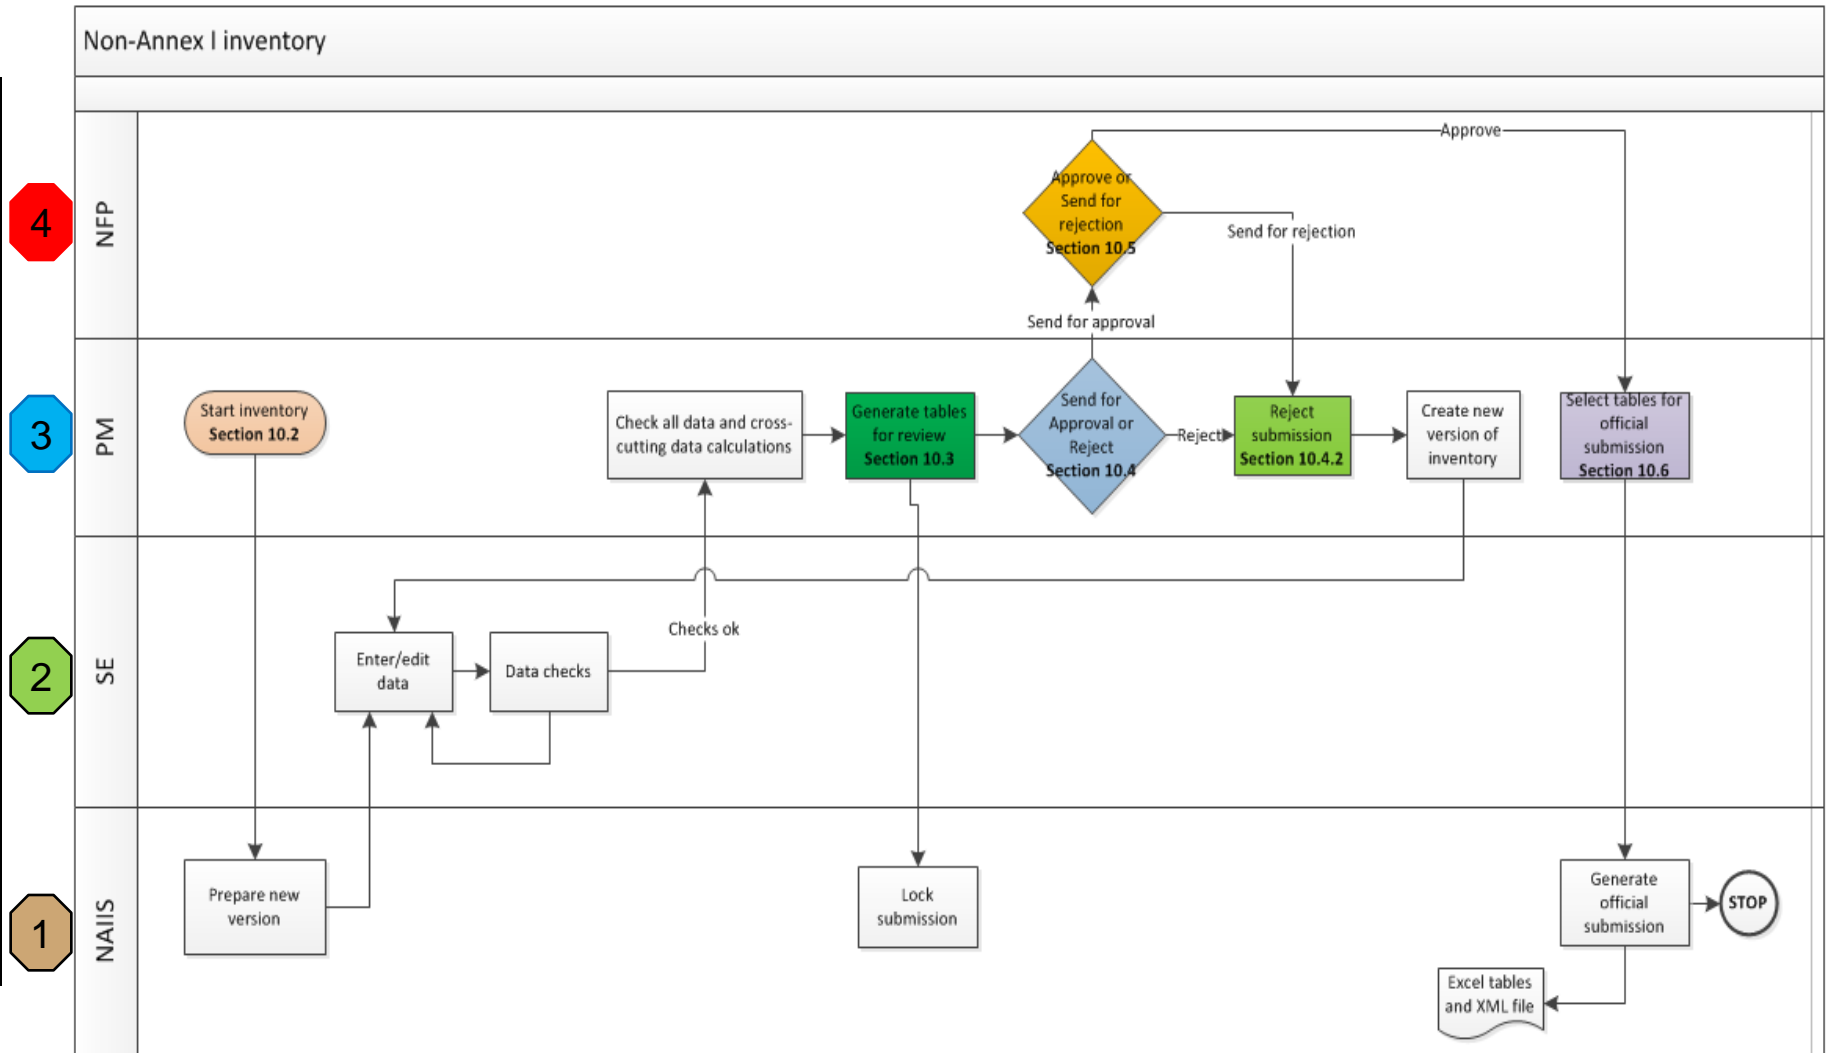 Non-Annex I inventory
4
NFP
Approve
Approve or
Send for
rejection
Section 10.5
Send for rejection
Send for approval
3
PM
Start inventory
Section 10.2
Check all data and cross-
cutting data calculations
Generate tables
for review
Section 10.3
Send for
Approval or
Reject
Section 10.4
Reject
Reject
submission
Section 10.4.2
Create new
version of
inventory
Select tables for
official
submission
Section 10.6
2
SE
Checks ok
Enter/edit
data
Data checks
1
NAIIS
Prepare new
version
Lock
submission
Generate
official
submission
STOP
Excel tables
and XML file